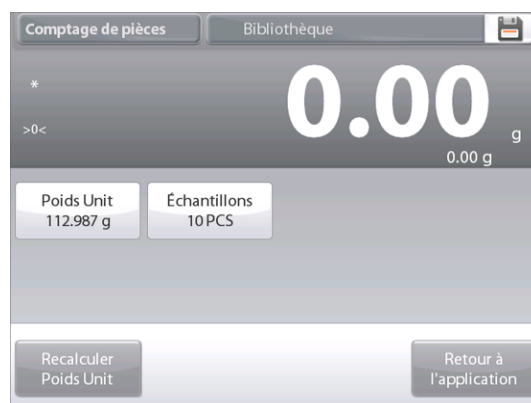 Comptage de pièces
Bibliothèque
*
>0<
0.00 g
0.00 g
Poids Unit
112.987 g
Échantillons
10 PCS
Recalculer
Poids Unit
Retour à
l'application